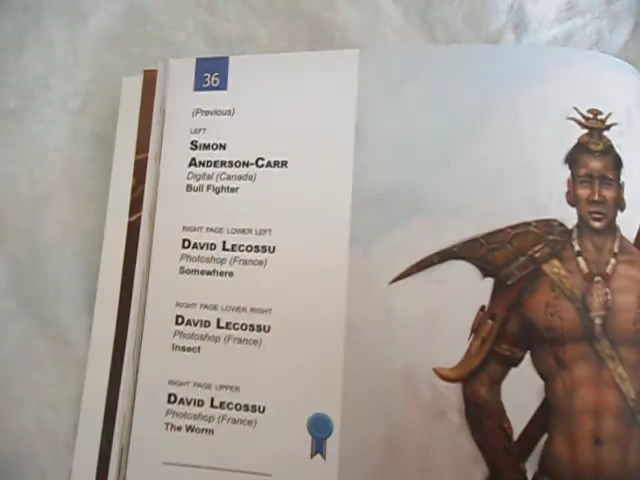 36
(Previous)
LEFT
SIMON
ANDERSON-CARR
Digital (Canada)
Bull Fighter
RIGHT PAGE LOWER LEFT
DAVID LECOSSU
Photoshop (France)
Somewhere
RIGHT PAGE LOWER RIGHT
DAVID LECOSSU
Photoshop (France)
Insect
RIGHT PAGE UPPER
DAVID LECOSSU
Photoshop (France)
The Worm